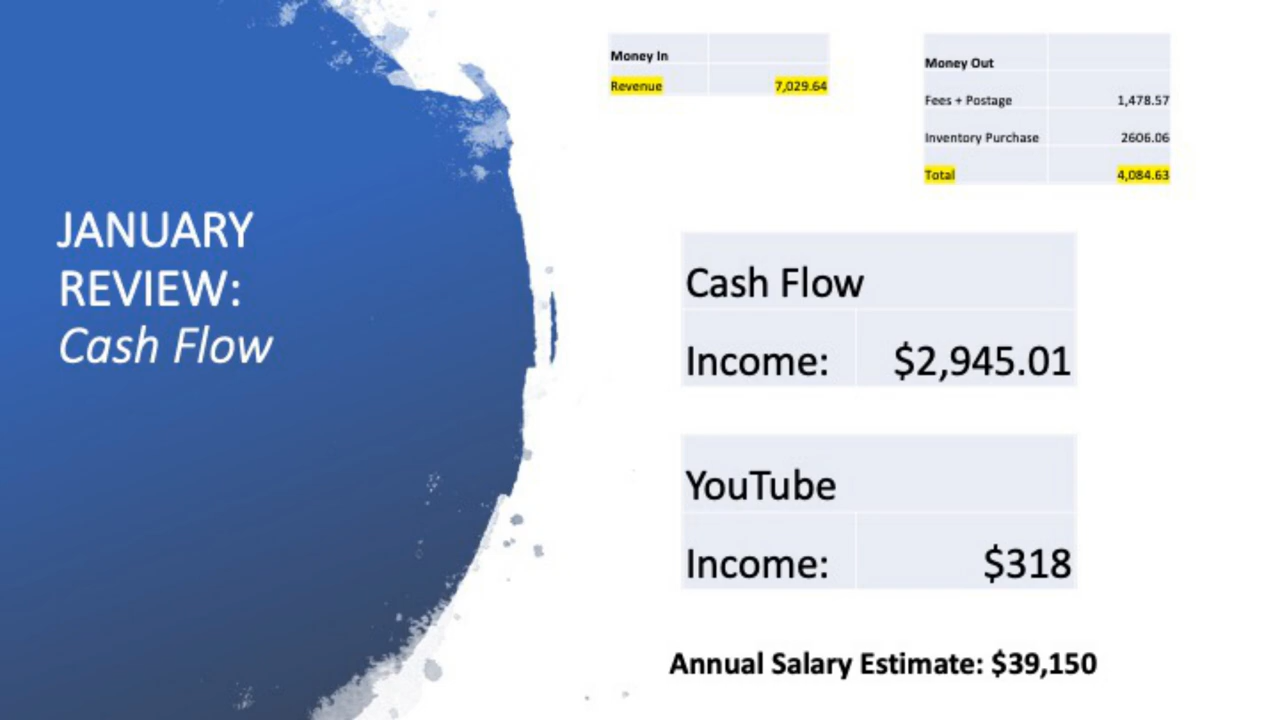 JANUARY
REVIEW:
Cash Flow
Money In
Revenue 7,029.64
Money Out
Fees + Postage 1,478.57
Inventory Purchase 2606.06
Total 4,084.63
Cash Flow
Income: $2,945.01
YouTube
Income: $318
Annual Salary Estimate: $39,150